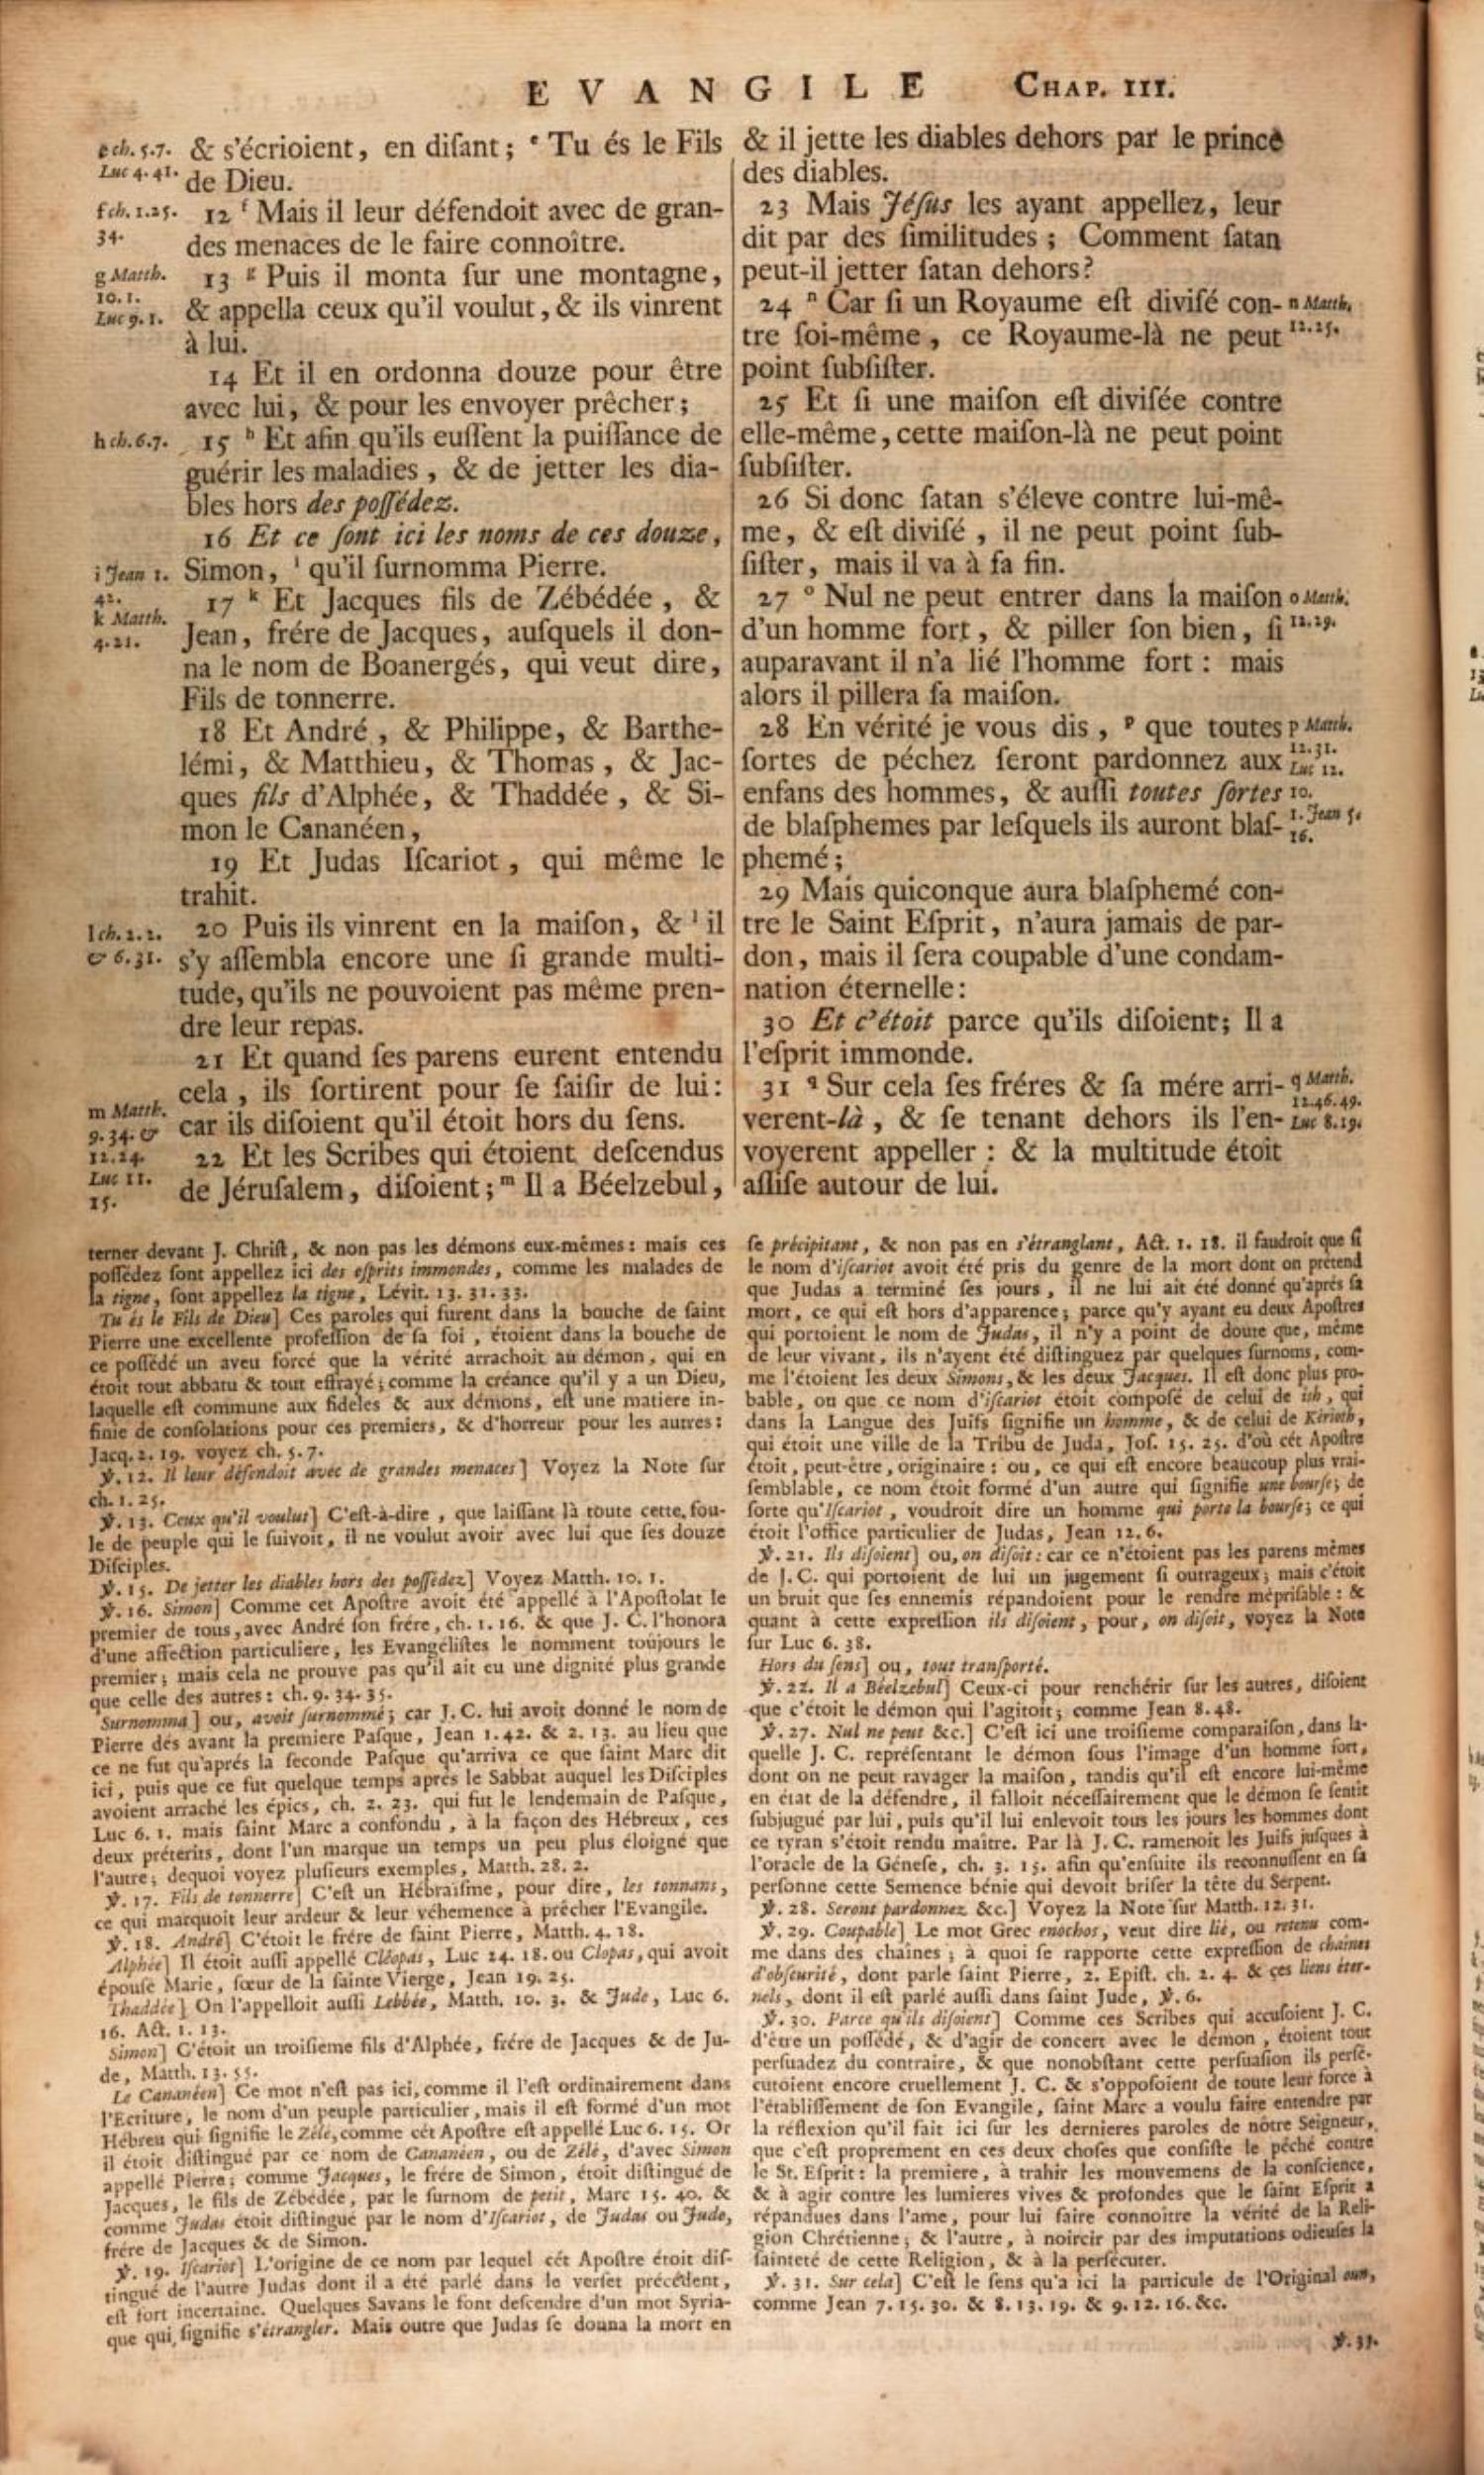 EVANGILE CHAP. III.
e ch. 5.7.
Luc 4. 41.
& s'écrioient, en disant; e Tu és le Fils
de Dieu.
f ch. 1.25.
34.
12 f Mais il leur défendoit avec de gran-
des menaces de le faire connoître.
g Matth.
10. 1.
Luc 9. 1.
13 g Puis il monta sur une montagne,
& appella ceux qu'il voulut, & ils vinrent
à lui.
14 Et il en ordonna douze pour être
avec lui, & pour les envoyer prêcher;
h ch. 6.7.
15 h Et afin qu'ils eussent la puissance de
guérir les maladies, & de jetter les dia-
bles hors des possédez.
16 Et ce sont ici les noms de ces douze,
i Jean 1.
42.
Simon, i qu'il surnomma Pierre.
k Matth.
4.21.
17 k Et Jacques fils de Zébédée, &
Jean, frére de Jacques, ausquels il don-
na le nom de Boanergés, qui veut dire,
Fils de tonnerre.
18 Et André, & Philippe, & Barthe-
lémi, & Matthieu, & Thomas, & Jac-
ques fils d'Alphée, & Thaddée, & Si-
mon le Cananéen,
19 Et Judas Iscariot, qui même le
trahit.
l ch. 2.2.
& 6.31.
20 Puis ils vinrent en la maison, & l il
s'y assembla encore une si grande multi-
tude, qu'ils ne pouvoient pas même pren-
dre leur repas.
21 Et quand ses parens eurent entendu
cela, ils sortirent pour se saisir de lui:
car ils disoient qu'il étoit hors du sens.
m Matth.
9.34. &
12.24.
Luc 11.
15.
22 Et les Scribes qui étoient descendus
de Jérusalem, disoient; m Il a Béelzebul,
& il jette les diables dehors par le prince
des diables.
23 Mais Jésus les ayant appellez, leur
dit par des similitudes; Comment satan
peut-il jetter satan dehors?
24 n Car si un Royaume est divisé con-
tre soi-même, ce Royaume-là ne peut
point subsister.
n Matth.
12.25.
25 Et si une maison est divisée contre
elle-même, cette maison-là ne peut point
subsister.
26 Si donc satan s'éleve contre lui-mê-
me, & est divisé, il ne peut point sub-
sister, mais il va à sa fin.
27 o Nul ne peut entrer dans la maison
d'un homme fort, & piller son bien, si
auparavant il n'a lié l'homme fort: mais
alors il pillera sa maison.
o Matth.
12.29.
28 En vérité je vous dis, p que toutes
sortes de péchez seront pardonnez aux
enfans des hommes, & aussi toutes sortes
de blasphemes par lesquels ils auront blas-
phemé;
p Matth.
12.31.
Luc 12.
10.
1. Jean 5.
16.
29 Mais quiconque aura blasphemé con-
tre le Saint Esprit, n'aura jamais de par-
don, mais il sera coupable d'une condam-
nation éternelle:
30 Et c'étoit parce qu'ils disoient; Il a
l'esprit immonde.
31 q Sur cela ses fréres & sa mére arri-
verent-là, & se tenant dehors ils l'en-
voyerent appeller: & la multitude étoit
assise autour de lui.
q Matth.
12.46.49.
Luc 8.19.
terner devant J. Christ, & non pas les démons eux-mêmes: mais ces
possédez sont appellez ici des esprits immondes, comme les malades de
la tigne, sont appellez la tigne, Lévit. 13. 31. 33.
Tu és le Fils de Dieu] Ces paroles qui furent dans la bouche de saint
Pierre une excellente profession de sa foi, étoient dans la bouche de
ce possédé un aveu forcé que la vérité arrachoit au démon, qui en
étoit tout abbatu & tout effrayé; comme la créance qu'il y a un Dieu,
laquelle est commune aux fideles & aux démons, est une matiere in-
finie de consolations pour ces premiers, & d'horreur pour les autres:
Jacq. 2. 19. voyez ch. 5. 7.
℣. 12. Il leur défendoit avec de grandes menaces] Voyez la Note sur
ch. 1. 25.
℣. 13. Ceux qu'il voulut] C'est-à-dire, que laissant là toute cette fou-
le de peuple qui le suivoit, il ne voulut avoir avec lui que ses douze
Disciples.
℣. 15. De jetter les diables hors des possédez] Voyez Matth. 10. 1.
℣. 16. Simon] Comme cet Apostre avoit été appellé à l'Apostolat le
premier de tous, avec André son frére, ch. 1. 16. & que J. C. l'honora
d'une affection particuliere, les Evangélistes le nomment toûjours le
premier; mais cela ne prouve pas qu'il ait eu une dignité plus grande
que celle des autres: ch. 9. 34. 35.
Surnomma] ou, avoit surnommé; car J. C. lui avoit donné le nom de
Pierre dés avant la premiere Pasque, Jean 1. 42. & 2. 13. au lieu que
ce ne fut qu'aprés la seconde Pasque qu'arriva ce que saint Marc dit
ici, puis que ce fut quelque temps aprés le Sabbat auquel les Disciples
avoient arraché les épics, ch. 2. 23. qui fut le lendemain de Pasque,
Luc 6. 1. mais saint Marc a confondu, à la façon des Hébreux, ces
deux préterits, dont l'un marque un temps un peu plus éloigné que
l'autre; dequoi voyez plusieurs exemples, Matth. 28. 2.
℣. 17. Fils de tonnerre] C'est un Hébraïsme, pour dire, les tonnans,
ce qui marquoit leur ardeur & leur véhemence à prêcher l'Evangile.
℣. 18. André] C'étoit le frére de saint Pierre, Matth. 4. 18.
Alphée] Il étoit aussi appellé Cléopas, Luc 24. 18. ou Clopas, qui avoit
épousé Marie, sœur de la sainte Vierge, Jean 19. 25.
Thaddée] On l'appelloit aussi Lebbée, Matth. 10. 3. & Jude, Luc 6.
16. Act. 1. 13.
Simon] C'étoit un troisieme fils d'Alphée, frére de Jacques & de Ju-
de, Matth. 13. 55.
Le Cananéen] Ce mot n'est pas ici, comme il l'est ordinairement dans
l'Ecriture, le nom d'un peuple particulier, mais il est formé d'un mot
Hébreu qui signifie le Zélé, comme cét Apostre est appellé Luc 6. 15. Or
il étoit distingué par ce nom de Cananéen, ou de Zélé, d'avec Simon
appellé Pierre; comme Jacques, le frére de Simon, étoit distingué de
Jacques, le fils de Zébédée, par le surnom de petit, Marc 15. 40. &
comme Judas étoit distingué par le nom d'Iscariot, de Judas ou Jude,
frére de Jacques & de Simon.
℣. 19. Iscariot] L'origine de ce nom par lequel cét Apostre étoit dis-
tingué de l'autre Judas dont il a été parlé dans le verset précédent,
est fort incertaine. Quelques Savans le font descendre d'un mot Syria-
que qui signifie s'étrangler. Mais outre que Judas se donna la mort en
se précipitant, & non pas en s'étranglant, Act. 1. 18. il faudroit que si
le nom d'iscariot avoit été pris du genre de la mort dont on prétend
que Judas a terminé ses jours, il ne lui ait été donné qu'aprés sa
mort, ce qui est hors d'apparence; parce qu'y ayant eu deux Apostres
qui portoient le nom de Judas, il n'y a point de doute que, même
de leur vivant, ils n'ayent été distinguez par quelques surnoms, com-
me l'étoient les deux Simons, & les deux Jacques. Il est donc plus pro-
bable, ou que ce nom d'iscariot étoit composé de celui de ish, qui
dans la Langue des Juifs signifie un homme, & de celui de Kérioth,
qui étoit une ville de la Tribu de Juda, Jos. 15. 25. d'où cét Apostre
étoit, peut-être, originaire: ou, ce qui est encore beaucoup plus vrai-
semblable, ce nom étoit formé d'un autre qui signifie une bourse; de
sorte qu'Iscariot, voudroit dire un homme qui porte la bourse; ce qui
étoit l'office particulier de Judas, Jean 12. 6.
℣. 21. Ils disoient] ou, on disoit: car ce n'étoient pas les parens mêmes
de J. C. qui portoient de lui un jugement si outrageux; mais c'étoit
un bruit que ses ennemis répandoient pour le rendre méprisable: &
quant à cette expression ils disoient, pour, on disoit, voyez la Note
sur Luc 6. 38.
Hors du sens] ou, tout transporté.
℣. 22. Il a Béelzebul] Ceux-ci pour renchérir sur les autres, disoient
que c'étoit le démon qui l'agitoit; comme Jean 8. 48.
℣. 27. Nul ne peut &c.] C'est ici une troisieme comparaison, dans la-
quelle J. C. représentant le démon sous l'image d'un homme fort,
dont on ne peut ravager la maison, tandis qu'il est encore lui-même
en état de la défendre, il falloit nécessairement que le démon se sentît
subjugué par lui, puis qu'il lui enlevoit tous les jours les hommes dont
ce tyran s'étoit rendu maître. Par là J. C. ramenoit les Juifs jusques à
l'oracle de la Génese, ch. 3. 15. afin qu'ensuite ils reconnussent en sa
personne cette Semence bénie qui devoit briser la tête du Serpent.
℣. 28. Seront pardonnez &c.] Voyez la Note sur Matth. 12. 31.
℣. 29. Coupable] Le mot Grec enochos, veut dire lié, ou retenu com-
me dans des chaînes; à quoi se rapporte cette expression de chaines
d'obscurité, dont parle saint Pierre, 2. Epist. ch. 2. 4. & ces liens éter-
nels, dont il est parlé aussi dans saint Jude, ℣. 6.
℣. 30. Parce qu'ils disoient] Comme ces Scribes qui accusoient J. C.
d'être un possédé, & d'agir de concert avec le démon, étoient tout
persuadez du contraire, & que nonobstant cette persuasion ils persé-
cutoient encore cruellement J. C. & s'opposoient de toute leur force à
l'établissement de son Evangile, saint Marc a voulu faire entendre par
la réflexion qu'il fait ici sur les dernieres paroles de nôtre Seigneur,
que c'est proprement en ces deux choses que consiste le péché contre
le St. Esprit: la premiere, à trahir les mouvemens de la conscience,
& à agir contre les lumieres vives & profondes que le saint Esprit a
répandues dans l'ame, pour lui faire connoître la vérité de la Reli-
gion Chrétienne; & l'autre, à noircir par des imputations odieuses la
sainteté de cette Religion, & à la persécuter.
℣. 31. Sur cela] C'est le sens qu'a ici la particule de l'Original oun,
comme Jean 7. 15. 30. & 8. 13. 19. & 9. 12. 16. &c.